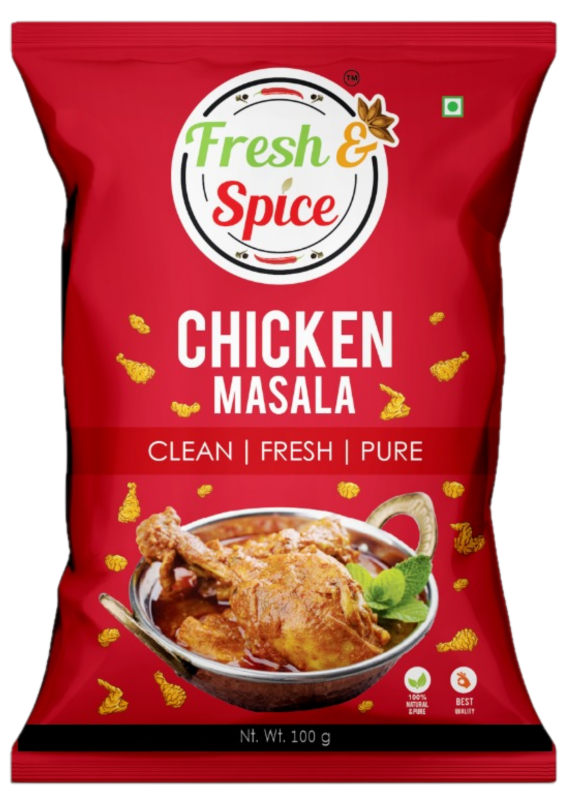 TM
Fresh &
Spice
CHICKEN
MASALA
CLEAN | FRESH | PURE
100%
NATURAL
& PURE
BEST
QUALITY
Nt. Wt. 100 g